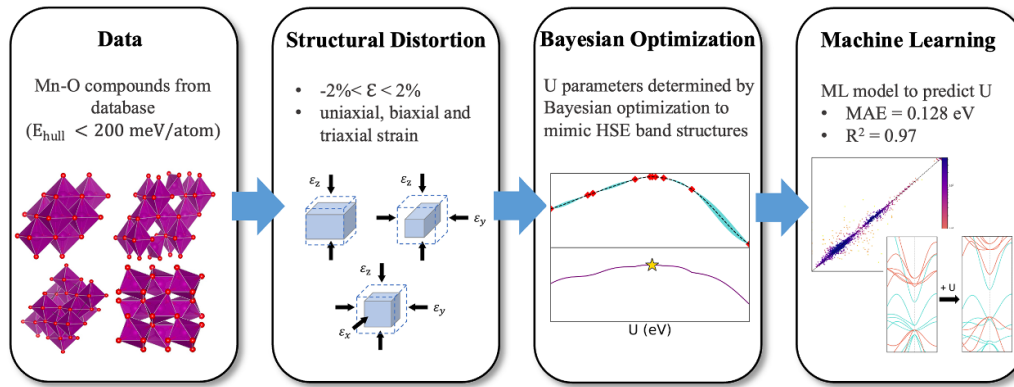 Data
Mn-O compounds from
database
(E_hull < 200 meV/atom)
Structural Distortion
• -2%< ε < 2%
• uniaxial, biaxial and
triaxial strain
ε_z
ε_z
ε_y
ε_z
ε_y
ε_x
Bayesian Optimization
U parameters determined by
Bayesian optimization to
mimic HSE band structures
U (eV)
Machine Learning
ML model to predict U
• MAE = 0.128 eV
• R² = 0.97
+ U